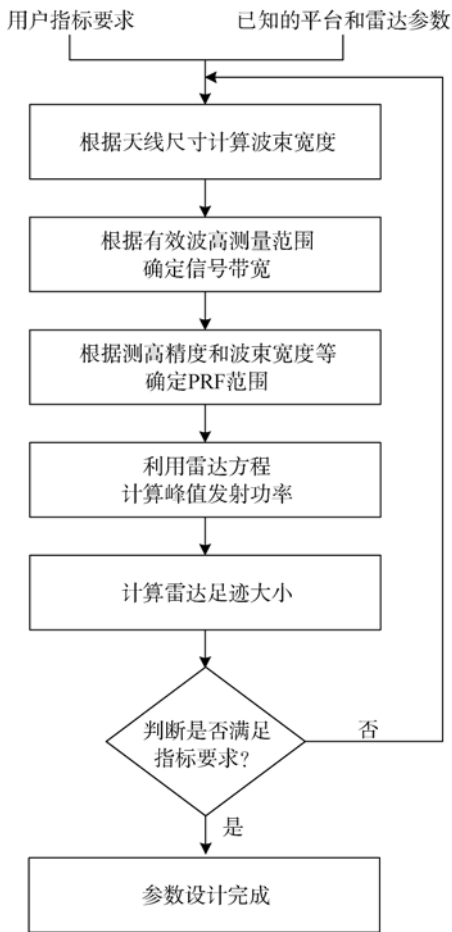 用户指标要求
已知的平台和雷达参数
根据天线尺寸计算波束宽度
根据有效波高测量范围
确定信号带宽
根据测高精度和波束宽度等
确定PRF范围
利用雷达方程
计算峰值发射功率
计算雷达足迹大小
判断是否满足
指标要求?
否
是
参数设计完成